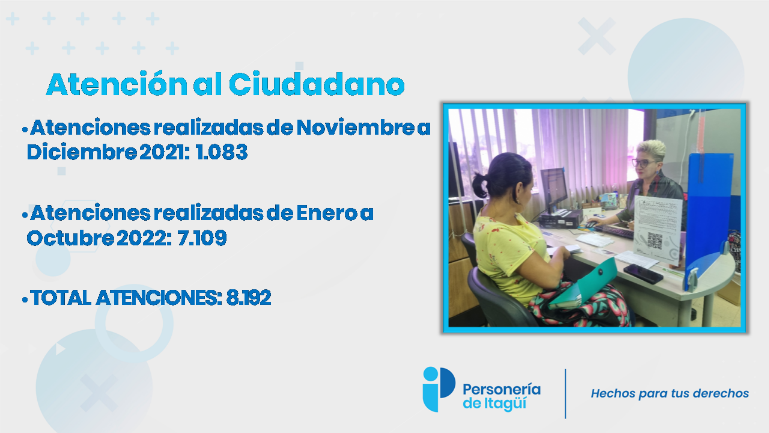 Atención al Ciudadano
•Atenciones realizadas de Noviembre a
Diciembre 2021: 1.083
•Atenciones realizadas de Enero a
Octubre 2022: 7.109
•TOTAL ATENCIONES: 8.192
Personería
de Itagüí
Hechos para tus derechos